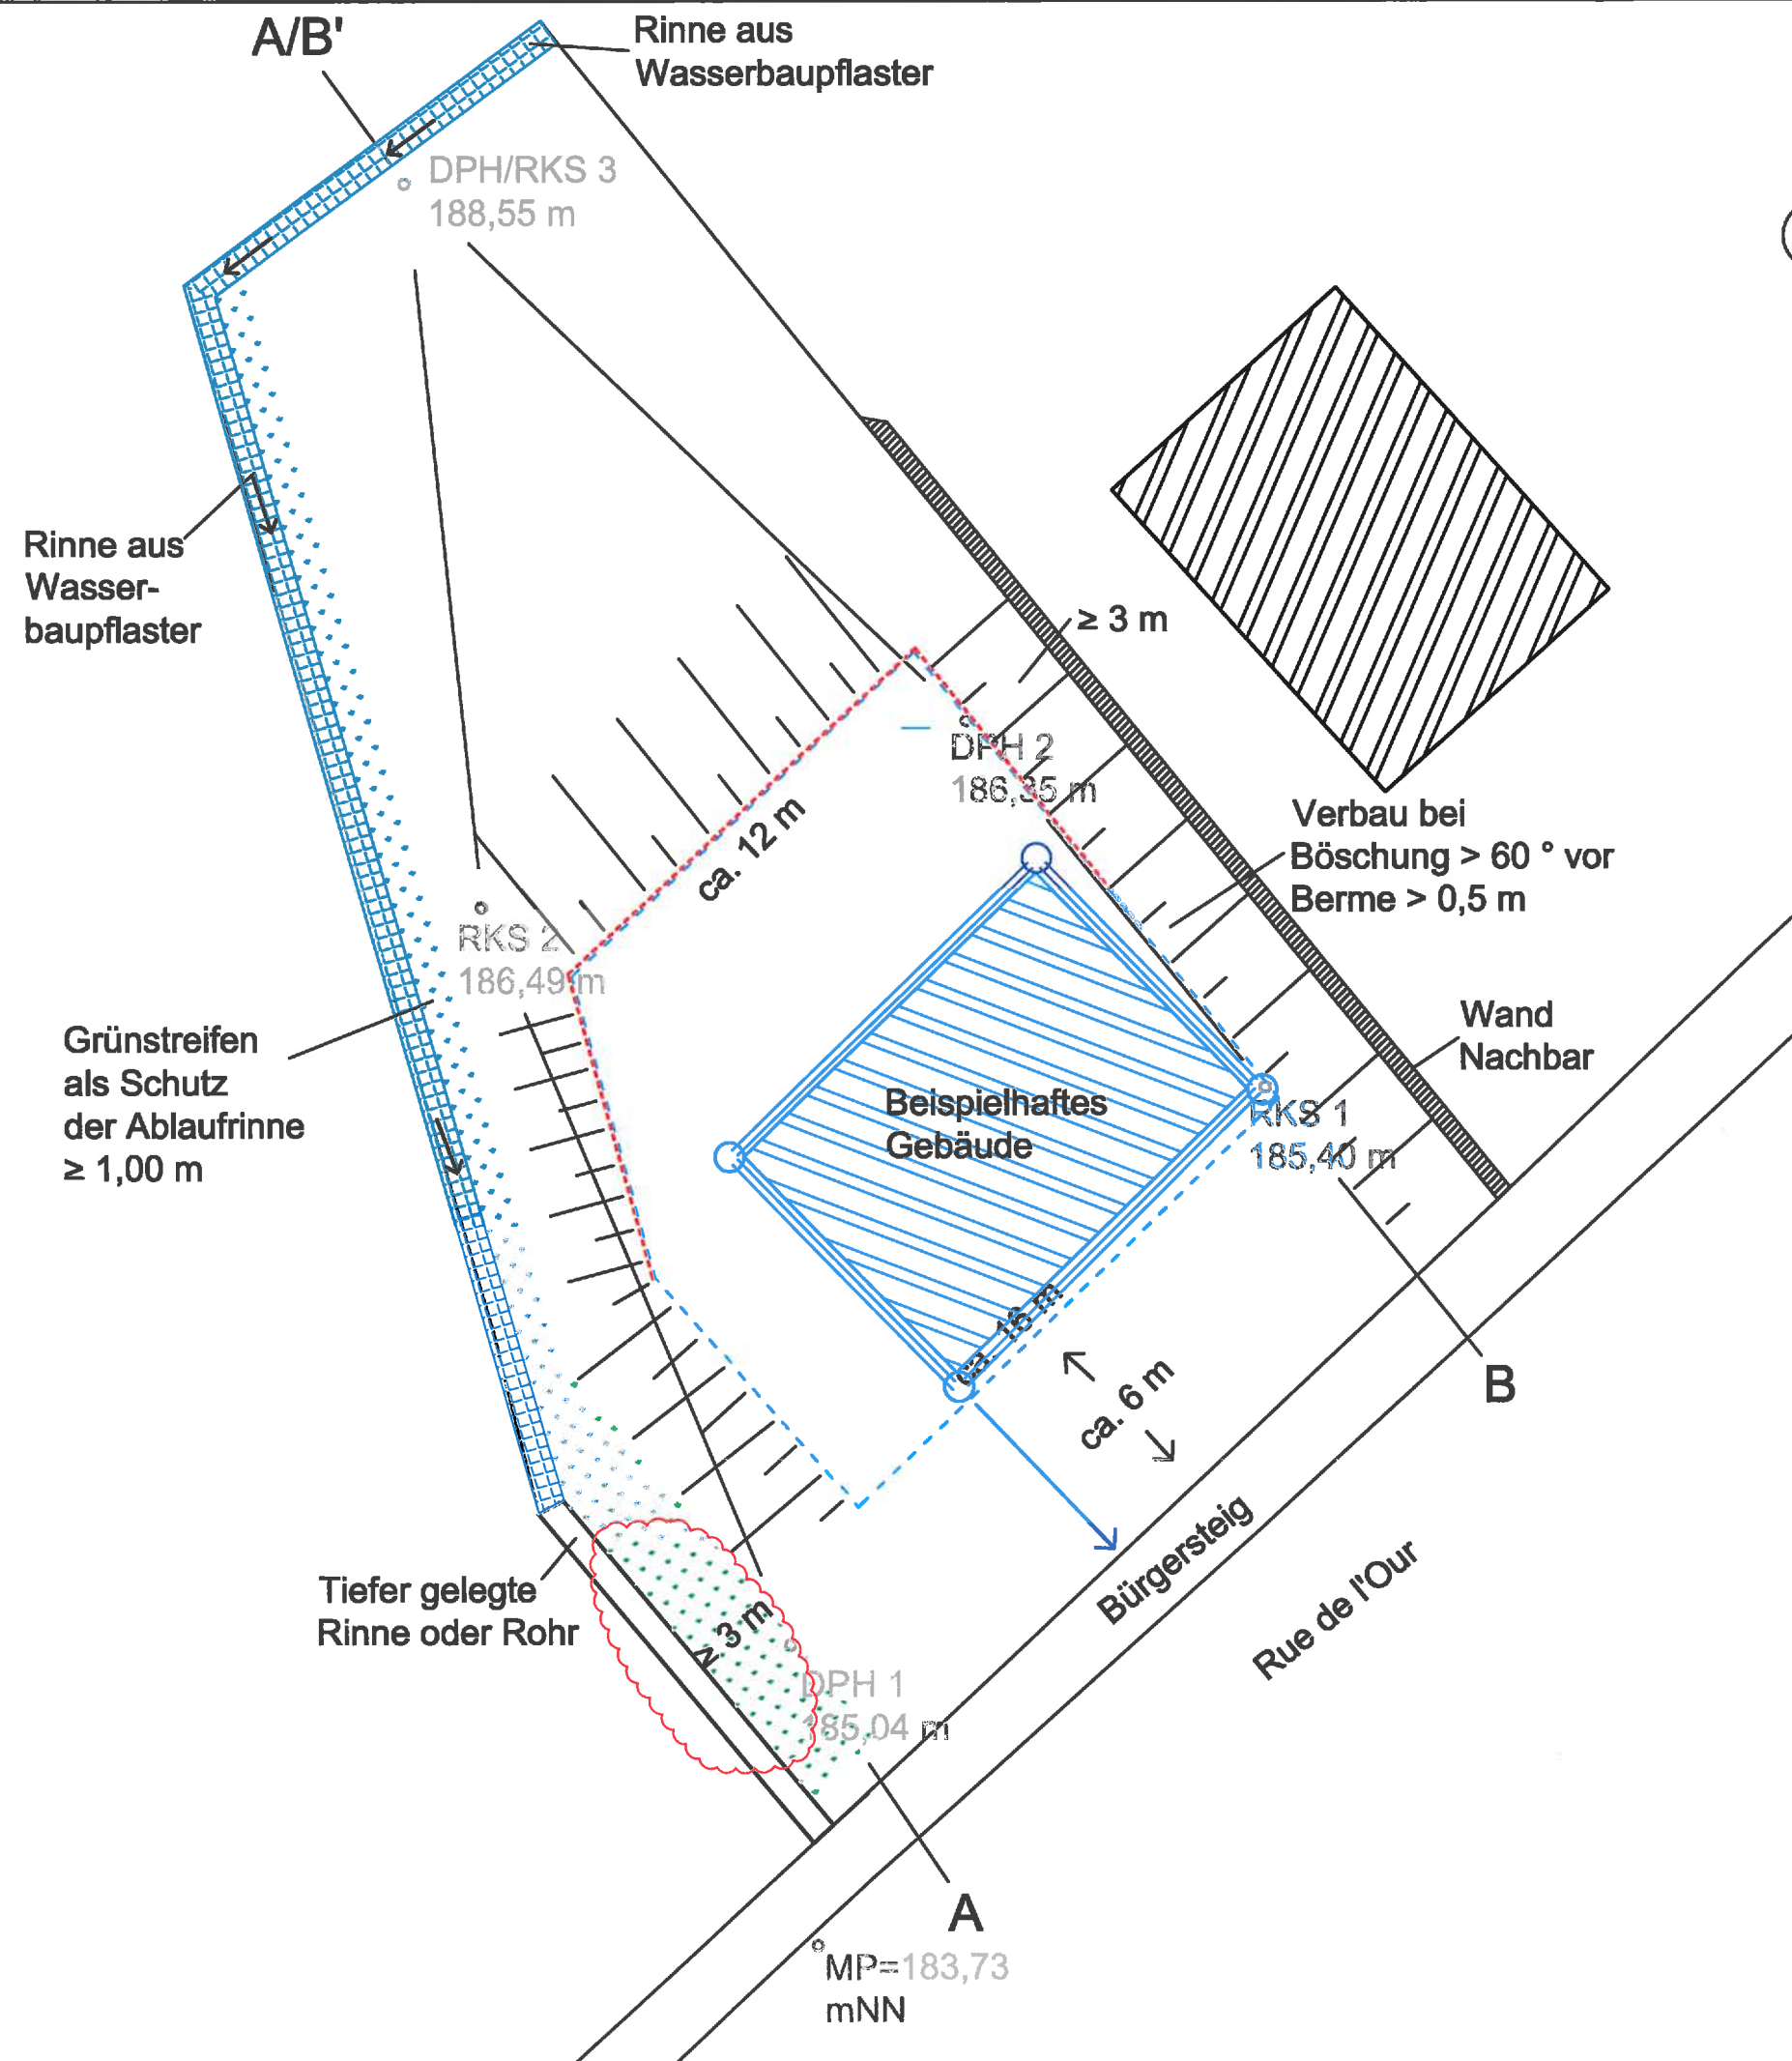 A/B'
Rinne aus
Wasserbaupflaster
DPH/RKS 3
188,55 m
Rinne aus
Wasser-
baupflaster
≥ 3 m
DPH 2
186,35 m
ca. 12 m
Verbau bei
Böschung > 60 ° vor
Berme > 0,5 m
RKS 2
186,49 m
Wand
Nachbar
Grünstreifen
als Schutz
der Ablaufrinne
≥ 1,00 m
Beispielhaftes
Gebäude
RKS 1
185,40 m
ca. 6 m
B
Bürgersteig
Rue de l'Our
Tiefer gelegte
Rinne oder Rohr
≥ 3 m
DPH 1
185,04 m
A
MP=183,73
mNN